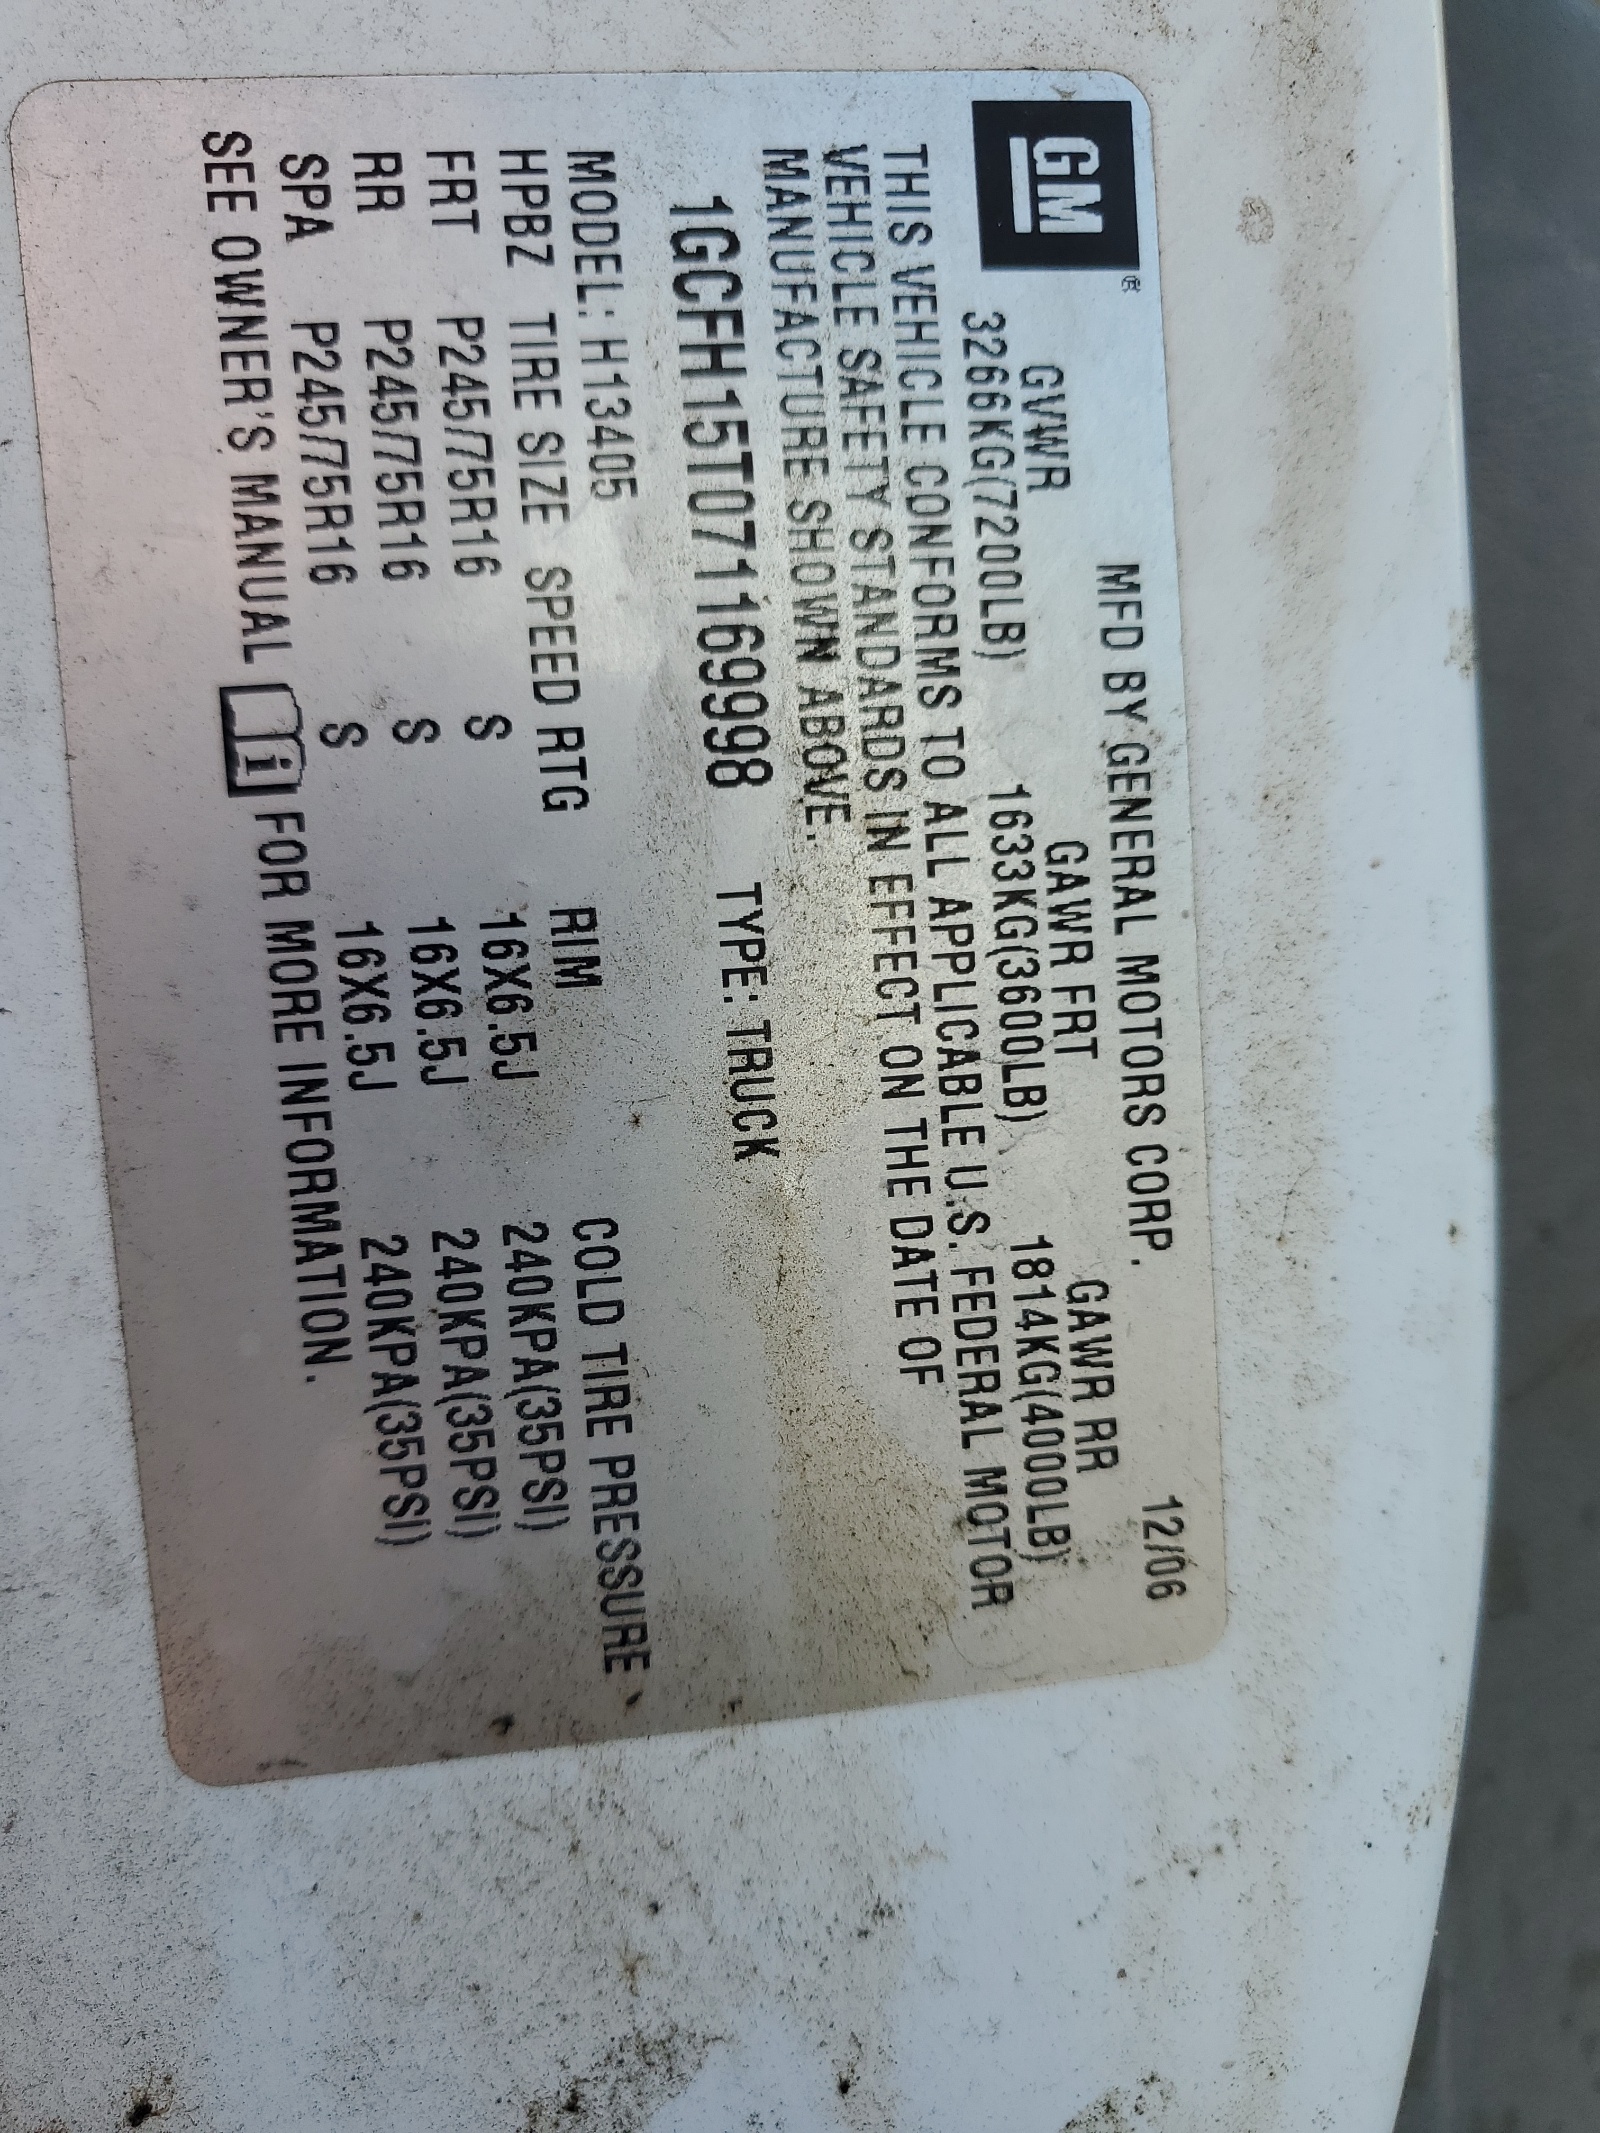 GM®
MFD BY GENERAL MOTORS CORP. 12/06
GVWR GAWR FRT GAWR RR
3266KG(7200LB) 1633KG(3600LB) 1814KG(4000LB)
THIS VEHICLE CONFORMS TO ALL APPLICABLE U.S. FEDERAL MOTOR
VEHICLE SAFETY STANDARDS IN EFFECT ON THE DATE OF
MANUFACTURE SHOWN ABOVE.
1GCFH15T071169998 TYPE: TRUCK
MODEL: H13405
HPBZ TIRE SIZE SPEED RTG RIM COLD TIRE PRESSURE
FRT P245/75R16 S 16X6.5J 240KPA(35PSI)
RR P245/75R16 S 16X6.5J 240KPA(35PSI)
SPA P245/75R16 S 16X6.5J 240KPA(35PSI)
SEE OWNER'S MANUAL i FOR MORE INFORMATION.